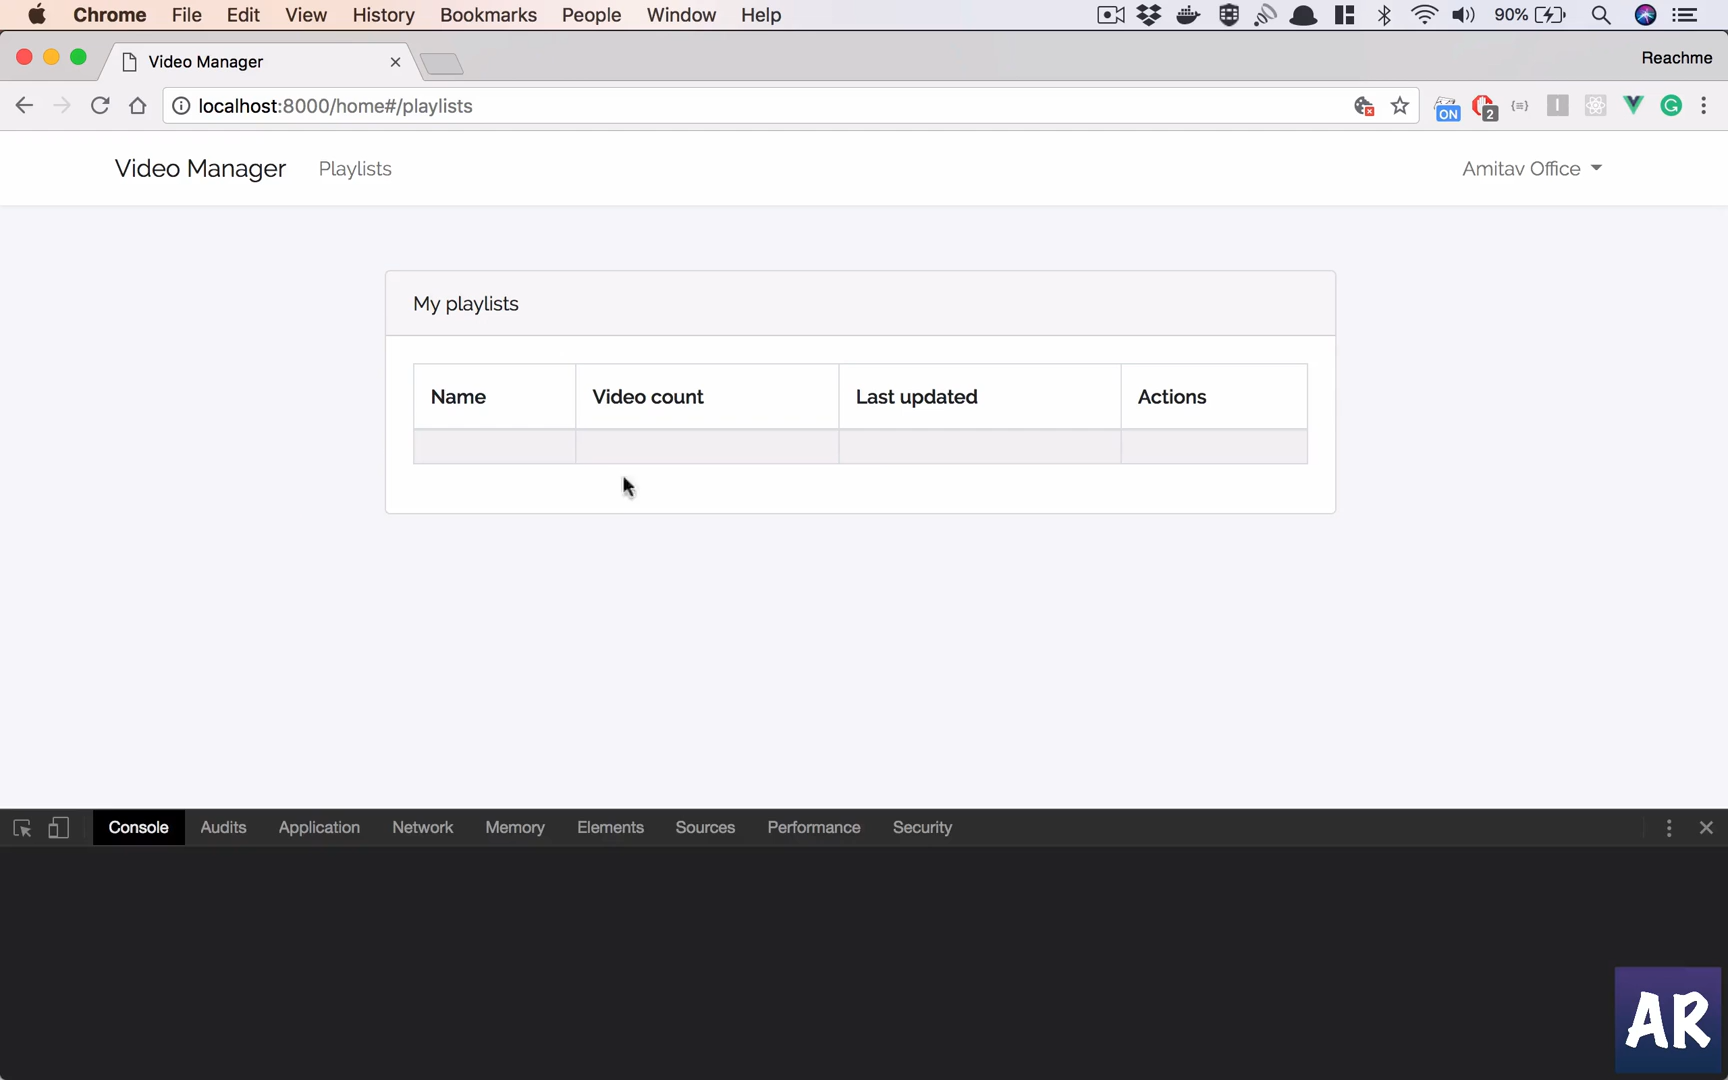 Chrome File Edit View History Bookmarks People Window Help 90%
Video Manager Reachme
localhost:8000/home#/playlists ON 2
Video Manager Playlists Amitav Office
My playlists
Name Video count Last updated Actions
Console Audits Application Network Memory Elements Sources Performance Security
AR